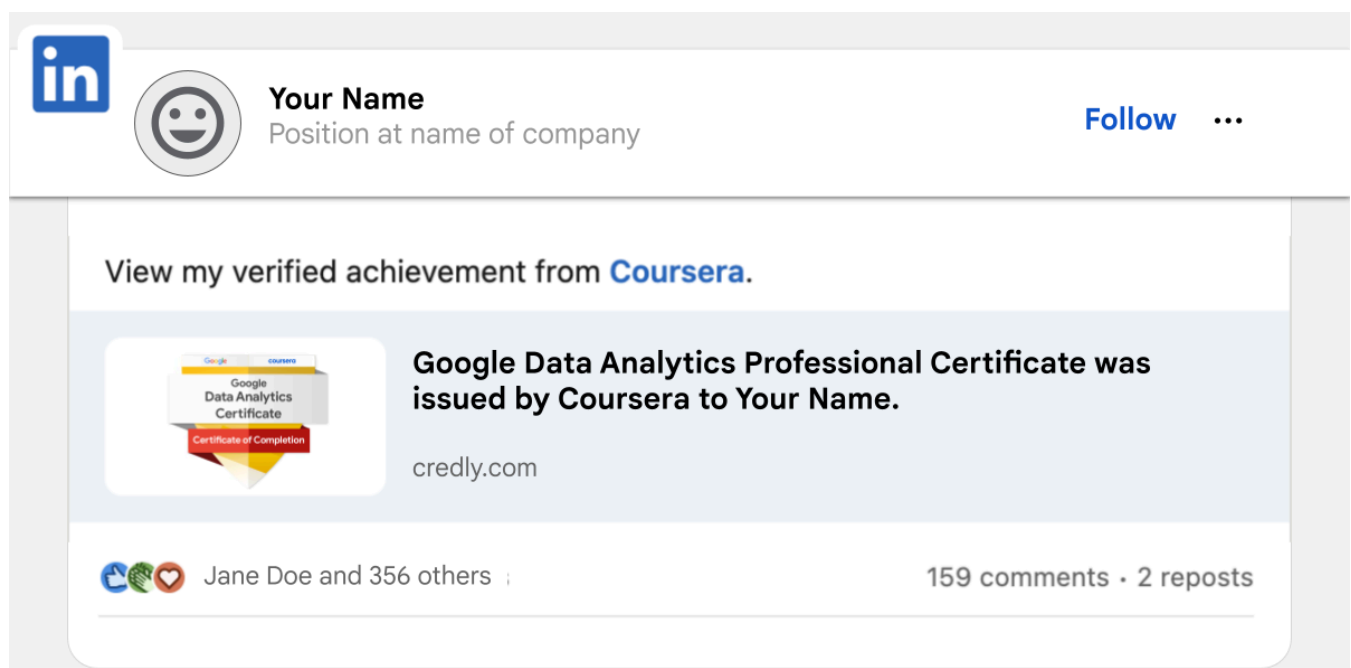 in
Your Name
Position at name of company
Follow
View my verified achievement from Coursera.
Google coursera
Google
Data Analytics
Certificate
Certificate of Completion
Google Data Analytics Professional Certificate was
issued by Coursera to Your Name.
credly.com
Jane Doe and 356 others
159 comments • 2 reposts